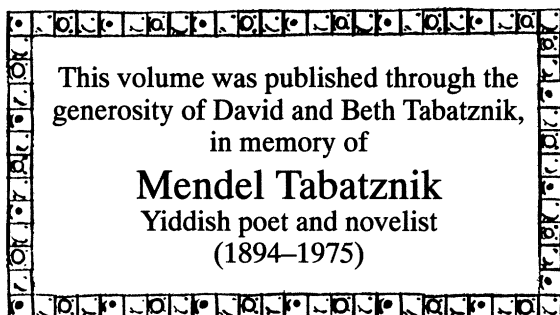 This volume was published through the
generosity of David and Beth Tabatznik,
in memory of
Mendel Tabatznik
Yiddish poet and novelist
(1894–1975)